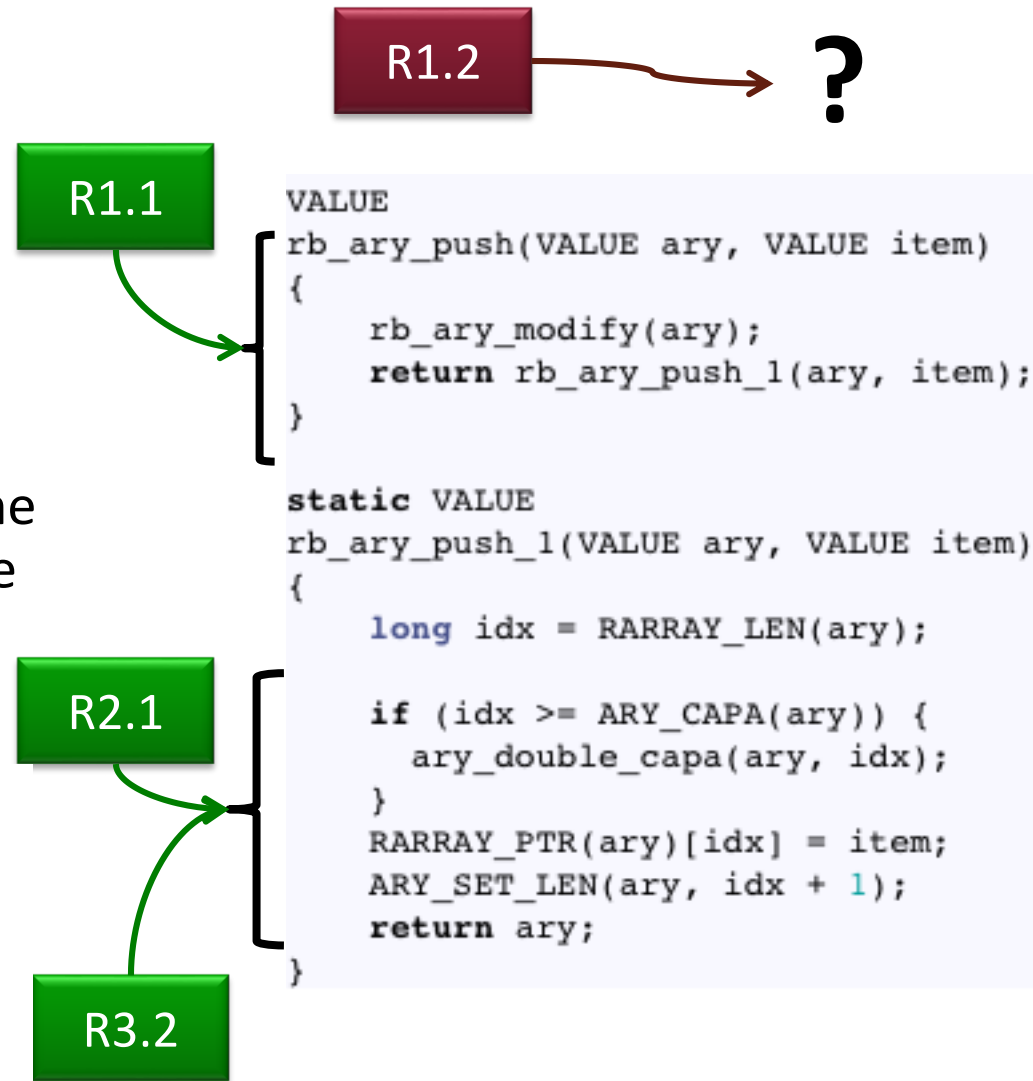 R1.2
?
R1.1
VALUE
rb_ary_push(VALUE ary, VALUE item)
{
    rb_ary_modify(ary);
    return rb_ary_push_1(ary, item);
}
static VALUE
rb_ary_push_1(VALUE ary, VALUE item)
{
    long idx = RARRAY_LEN(ary);
    if (idx >= ARY_CAPA(ary)) {
      ary_double_capa(ary, idx);
    }
    RARRAY_PTR(ary)[idx] = item;
    ARY_SET_LEN(ary, idx + 1);
    return ary;
}
R2.1
R3.2